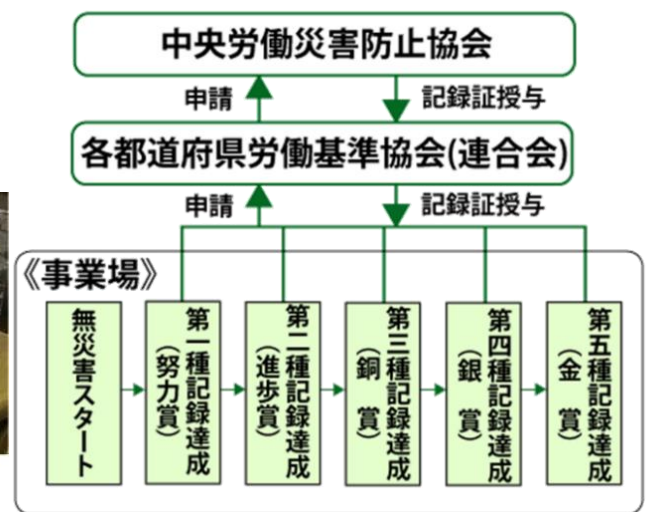 中央労働災害防止協会
申請
記録証授与
各都道府県労働基準協会(連合会)
申請
記録証授与
《事業場》
無災害スタート
第一種記録達成
(努力賞)
第二種記録達成
(進歩賞)
第三種記録達成
(銅 賞)
第四種記録達成
(銀 賞)
第五種記録達成
(金 賞)